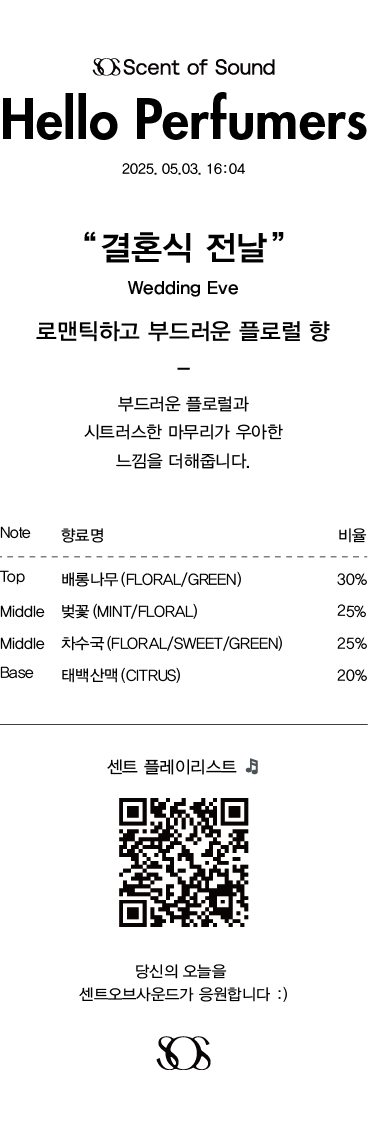 SOS Scent of Sound
Hello Perfumers
2025. 05.03. 16:04
“결혼식 전날”
Wedding Eve
로맨틱하고 부드러운 플로럴 향
–
부드러운 플로럴과
시트러스한 마무리가 우아한
느낌을 더해줍니다.
Note 향료명 비율
Top 배롱나무(FLORAL/GREEN) 30%
Middle 벚꽃(MINT/FLORAL) 25%
Middle 차수국(FLORAL/SWEET/GREEN) 25%
Base 태백산맥(CITRUS) 20%
센트 플레이리스트 🎵
당신의 오늘을
센트오브사운드가 응원합니다 :)
SOS